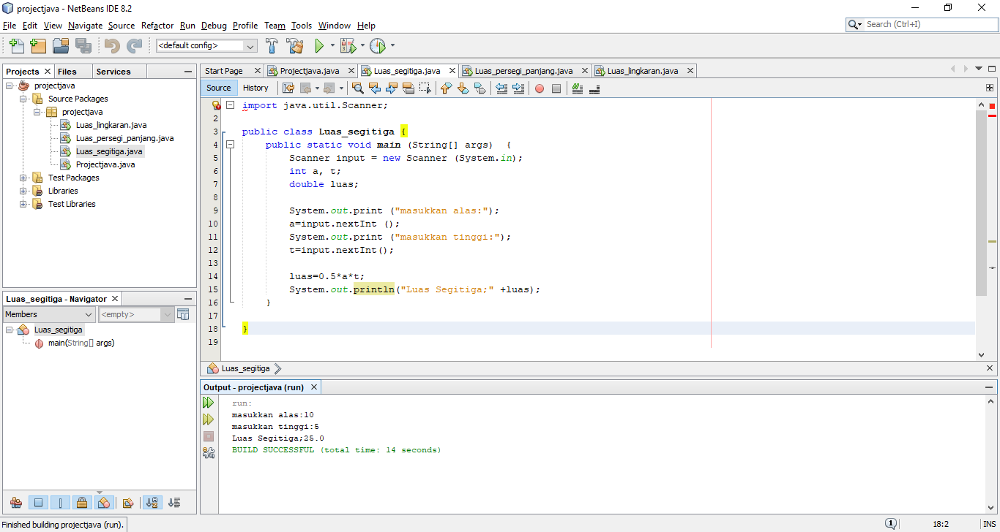 projectjava - NetBeans IDE 8.2
File Edit View Navigate Source Refactor Run Debug Profile Team Tools Window Help
Search (Ctrl+I)
<default config>
Projects Files Services
projectjava
Source Packages
projectjava
Luas_lingkaran.java
Luas_persegi_panjang.java
Luas_segitiga.java
Projectjava.java
Test Packages
Libraries
Test Libraries
Luas_segitiga - Navigator
Members <empty>
Luas_segitiga
main(String[] args)
Start Page Projectjava.java Luas_segitiga.java Luas_persegi_panjang.java Luas_lingkaran.java
Source History
import java.util.Scanner;
2
3 public class Luas_segitiga {
4 public static void main (String[] args) {
5 Scanner input = new Scanner (System.in);
6 int a, t;
7 double luas;
8
9 System.out.print ("masukkan alas:");
10 a=input.nextInt ();
11 System.out.print ("masukkan tinggi:");
12 t=input.nextInt();
13
14 luas=0.5*a*t;
15 System.out.println("Luas Segitiga;" +luas);
16 }
17
18 }
19
Luas_segitiga
Output - projectjava (run)
run:
masukkan alas:10
masukkan tinggi:5
Luas Segitiga;25.0
BUILD SUCCESSFUL (total time: 14 seconds)
Finished building projectjava (run). 1 18:2 INS